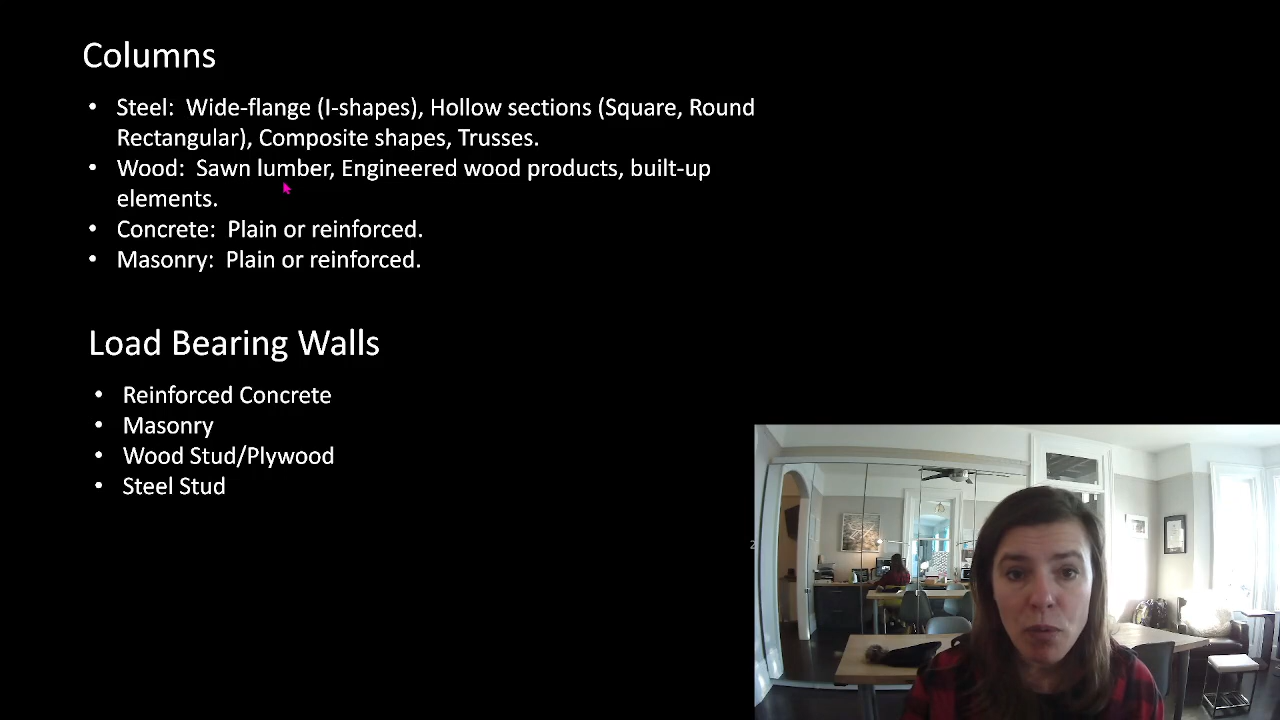 Columns
• Steel:  Wide-flange (I-shapes), Hollow sections (Square, Round
Rectangular), Composite shapes, Trusses.
• Wood:  Sawn lumber, Engineered wood products, built-up
elements.
• Concrete:  Plain or reinforced.
• Masonry:  Plain or reinforced.
Load Bearing Walls
• Reinforced Concrete
• Masonry
• Wood Stud/Plywood
• Steel Stud